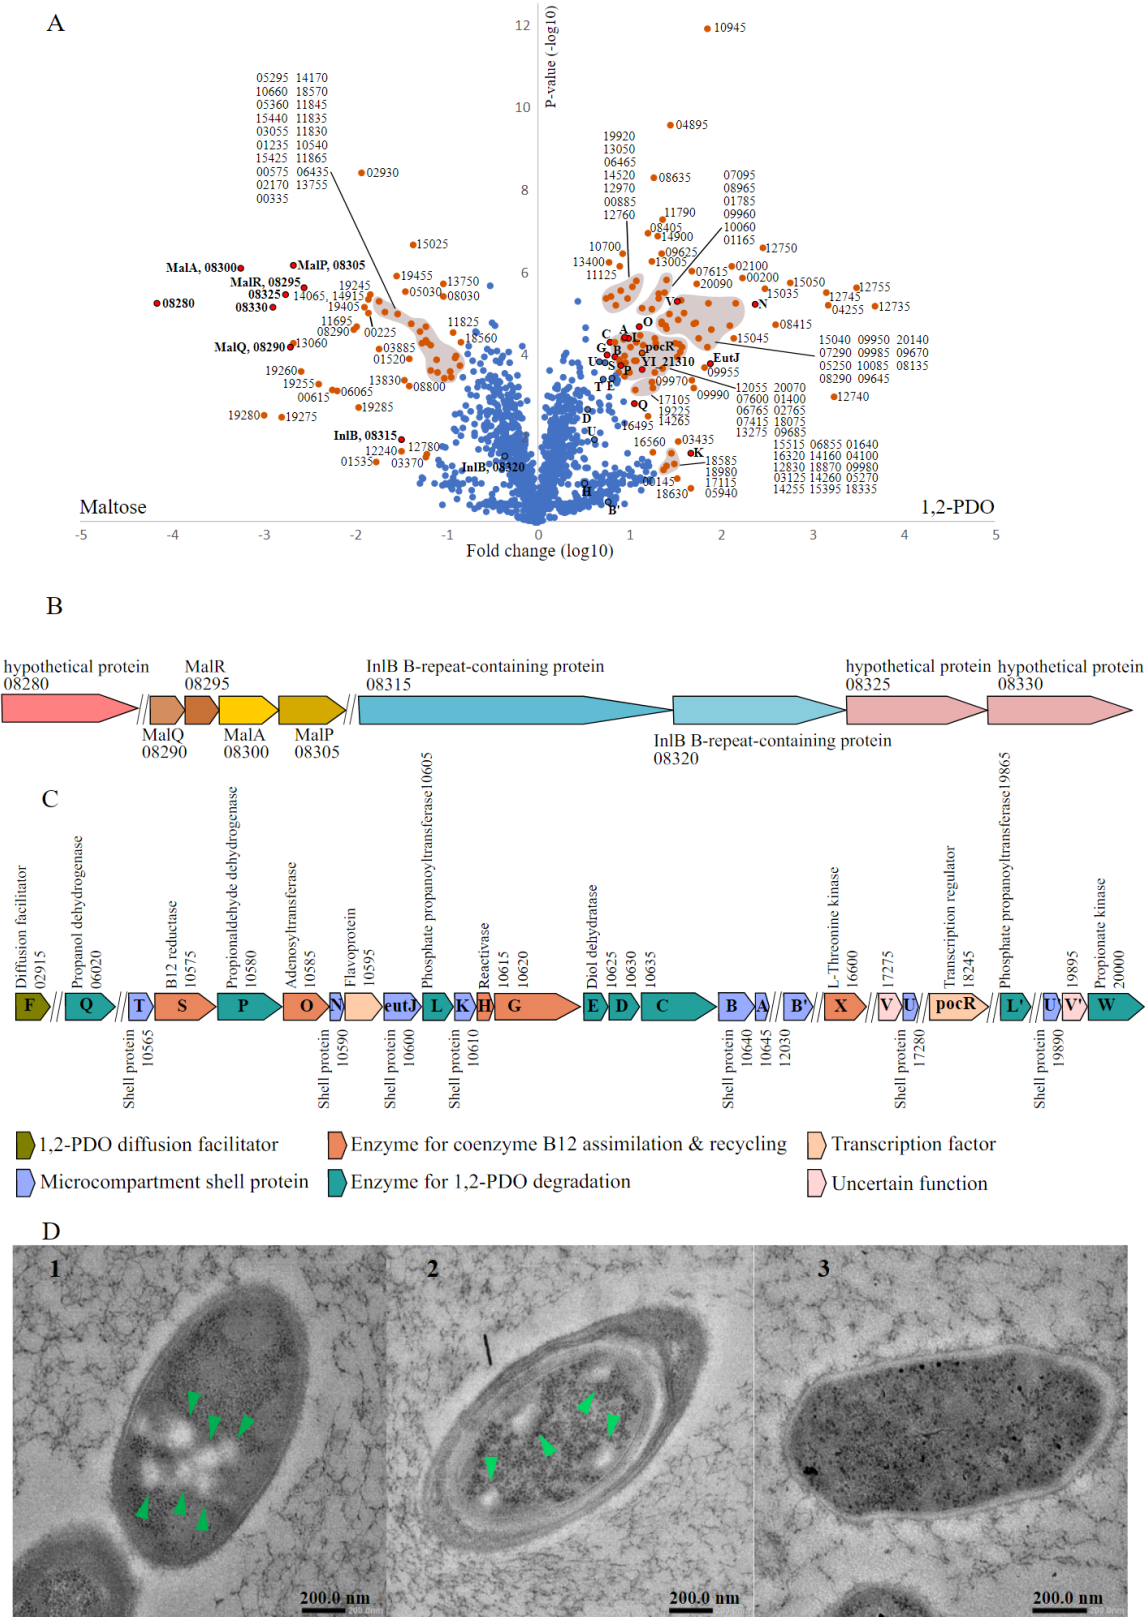 A
P-value (-log10)
12
10
8
6
4
2
10945
04895
08635
02930
15025
05295 14170
10660 18570
05360 11845
15440 11835
03055 11830
01235 10540
15425 11865
00575 06435
02170 13755
00335
19920
13050
06465
14520
12970
00885
12760
07095
08965
01785
09960
10060
01165
11790
08405
14900
09625
13005
12750
10700
13400
11125
07615
20090
02100
00200
15050
15035
12755
12745
04255
12735
MalA, 08300
MalP, 08305
MalR, 08295
08325
08280
08330
14065, 14915
19245
19455
13750
05030
08030
19405
11695
08290
00225
11825
18560
MalQ, 08290
13060
03885
01520
19260
19255
00615
06065
13830
08800
19285
19280
19275
InlB, 08315
12240
12780
01535
03370
InlB, 08320
V
N
O
C
A
L
G
B
pocR
U
S
P
YI_21310
EutJ
T
E
Q
D
U
K
H
B'
08415
15045
09955
09970
09990
12740
17105
19225
14265
16495
16560
03435
00145
18630
18585
18980
17115
05940
15040 09950 20140
07290 09985 09670
05250 10085 08135
08290 09645
12055 20070
07600 01400
06765 02765
07415 18075
13275 09685
15515 06855 01640
16320 14160 04100
12830 18870 09980
03125 14260 05270
14255 15395 18335
Maltose
1,2-PDO
-5 -4 -3 -2 -1 0 1 2 3 4 5
Fold change (log10)
B
hypothetical protein
08280
MalR
08295
InlB B-repeat-containing protein
08315
hypothetical protein
08325
hypothetical protein
08330
MalQ
08290
MalA
08300
MalP
08305
InlB B-repeat-containing protein
08320
C
Diffusion facilitator
02915
Propanol dehydrogenase
06020
B12 reductase
10575
Propionaldehyde dehydrogenase
10580
Adenosyltransferase
10585
Flavoprotein
10595
Phosphate propanoyltransferase10605
Reactivase
10615
10620
Diol dehydratase
10625
10630
10635
L-Threonine kinase
16600
17275
Transcription regulator
18245
Phosphate propanoyltransferase19865
19895
Propionate kinase
20000
F Q T S P O N eutJ L K H G E D C B A B' X V U pocR L' U' V' W
Shell protein
10565
Shell protein
10590
Shell protein
10600
Shell protein
10610
Shell protein
10640
10645
12030
Shell protein
17280
Shell protein
19890
1,2-PDO diffusion facilitator
Enzyme for coenzyme B12 assimilation & recycling
Transcription factor
Microcompartment shell protein
Enzyme for 1,2-PDO degradation
Uncertain function
D
1
2
3
200.0 nm
200.0nm
200.0 nm
200.0nm
200.0 nm
200.0nm